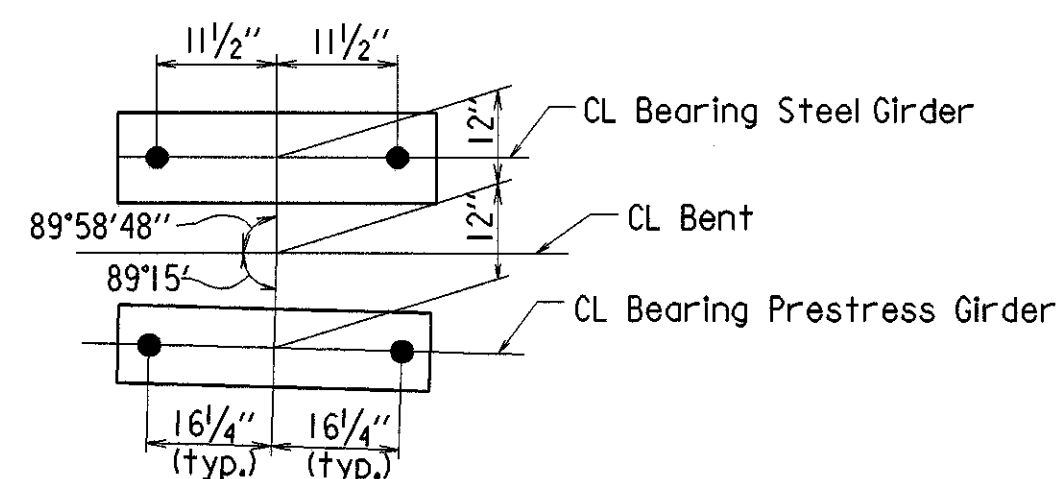 11 1/2" 11 1/2"
12"
CL Bearing Steel Girder
12"
CL Bent
89°58'48"
89°15'
CL Bearing Prestress Girder
16 1/4" 16 1/4"
(typ.) (typ.)